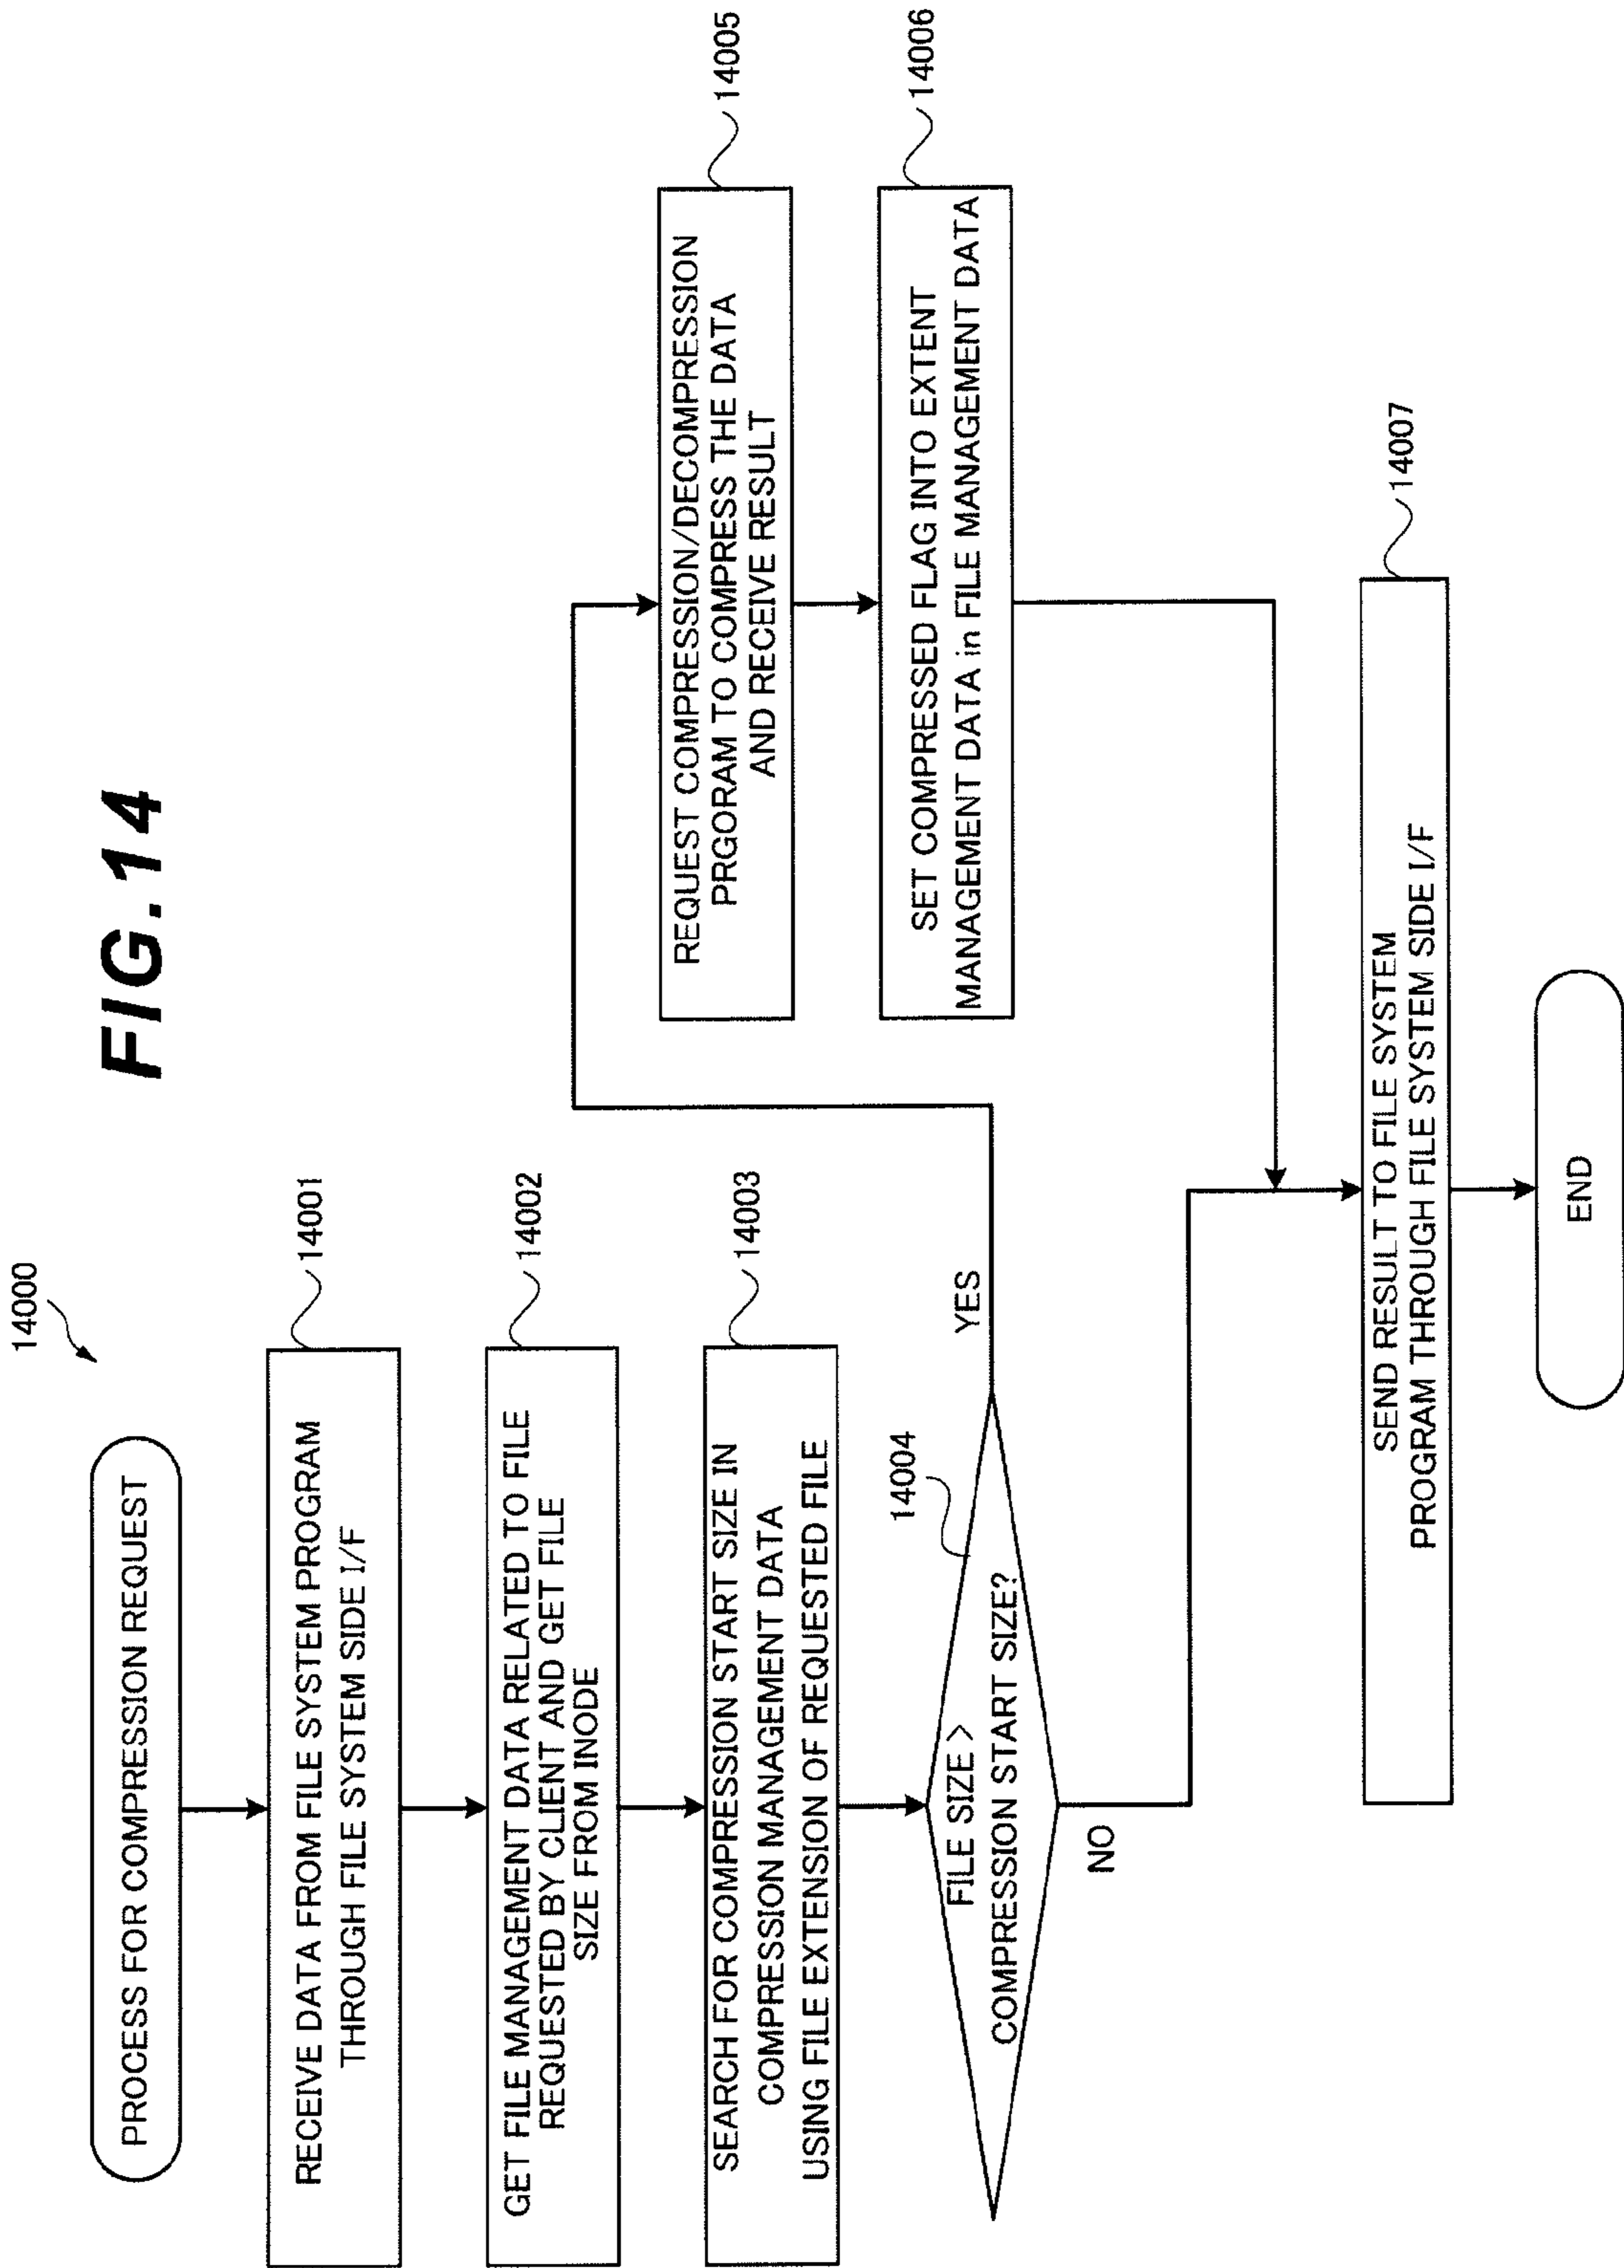 FIG.14
14000
PROCESS FOR COMPRESSION REQUEST
14001
RECEIVE DATA FROM FILE SYSTEM PROGRAM
THROUGH FILE SYSTEM SIDE I/F
14002
GET FILE MANAGEMENT DATA RELATED TO FILE
REQUESTED BY CLIENT AND GET FILE
SIZE FROM INODE
14003
SEARCH FOR COMPRESSION START SIZE IN
COMPRESSION MANAGEMENT DATA
USING FILE EXTENSION OF REQUESTED FILE
14004
FILE SIZE >
COMPRESSION START SIZE?
YES
NO
14005
REQUEST COMPRESSION/DECOMPRESSION
PRGORAM TO COMPRESS THE DATA
AND RECEIVE RESULT
14006
SET COMPRESSED FLAG INTO EXTENT
MANAGEMENT DATA in FILE MANAGEMENT DATA
14007
SEND RESULT TO FILE SYSTEM
PROGRAM THROUGH FILE SYSTEM SIDE I/F
END